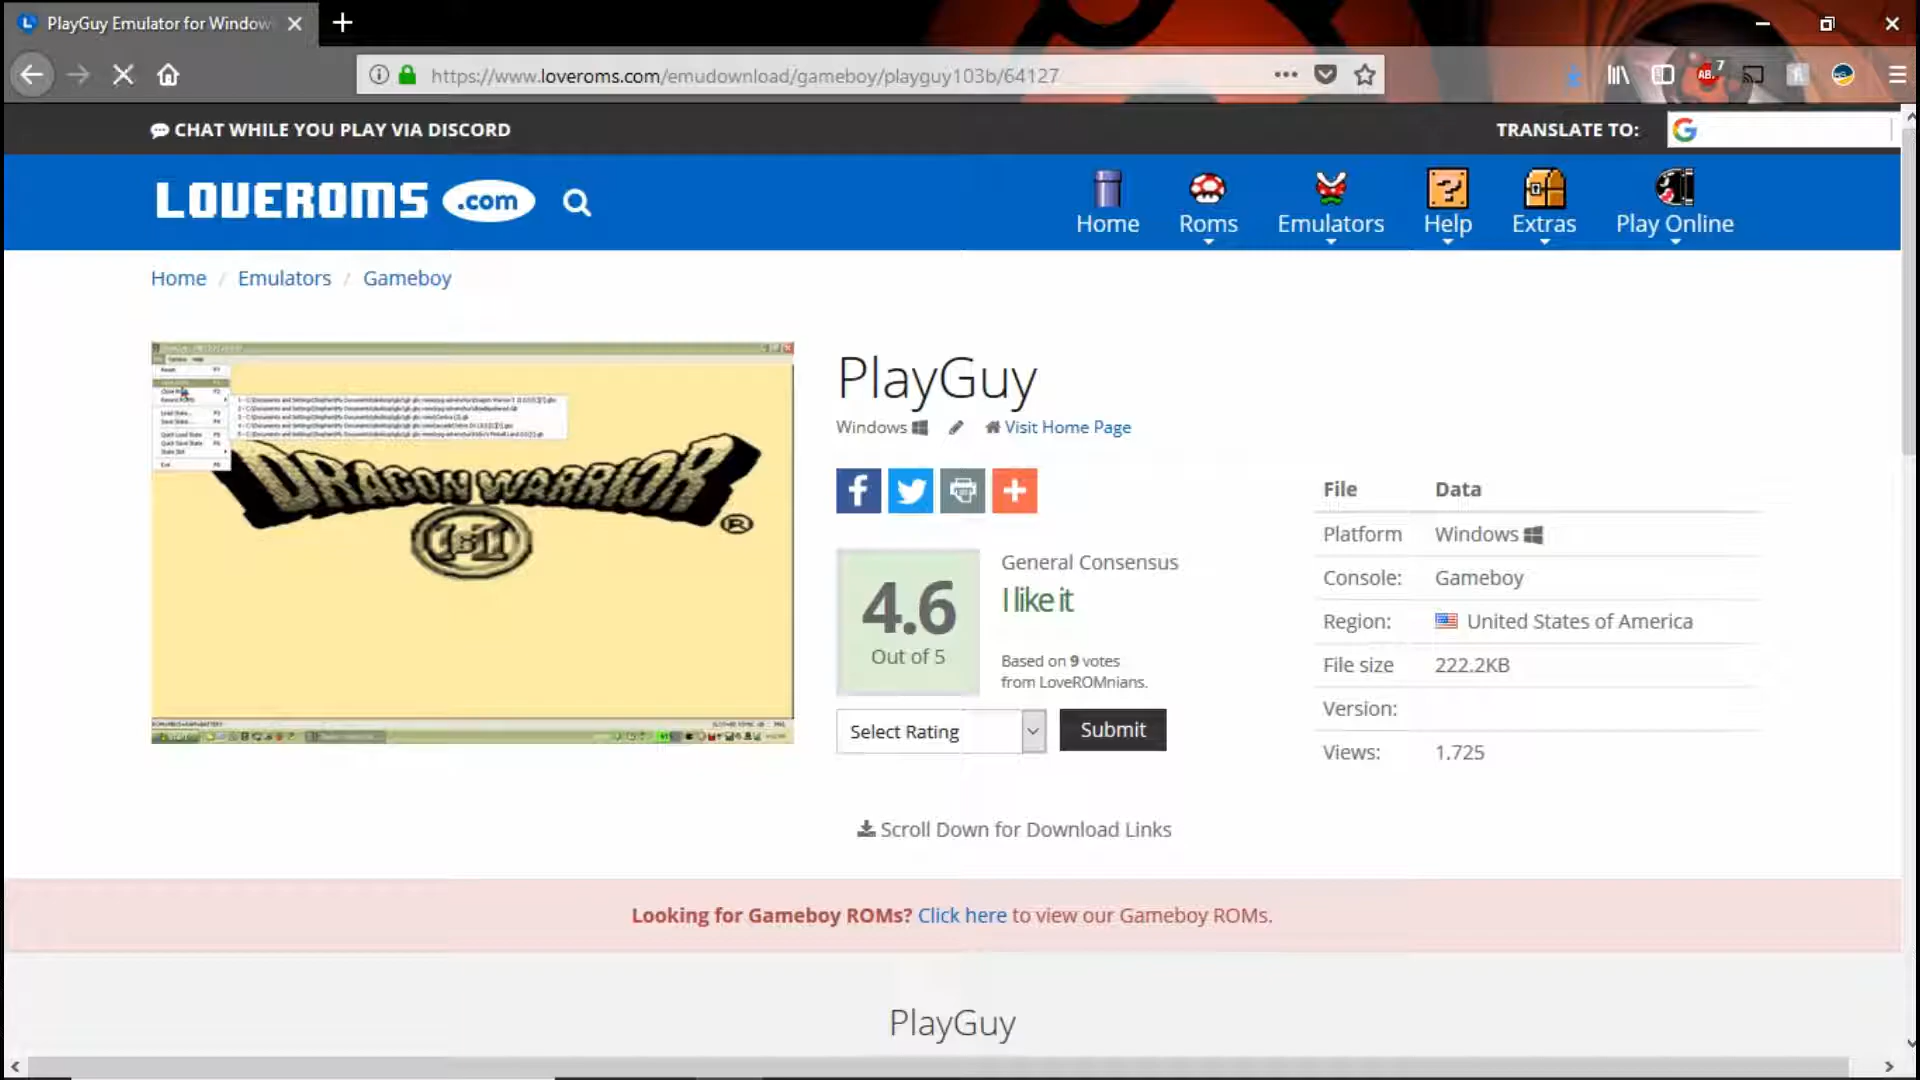 PlayGuy Emulator for Window
https://www.loveroms.com/emudownload/gameboy/playguy103b/64127
7
CHAT WHILE YOU PLAY VIA DISCORD
TRANSLATE TO:
LOVEROMS .com
Home
Roms
Emulators
Help
Extras
Play Online
Home / Emulators / Gameboy
DRAGON WARRIOR
I&II
®
PlayGuy
Windows
Visit Home Page
4.6
Out of 5
General Consensus
I like it
Based on 9 votes
from LoveROMnians.
Select Rating
Submit
File Data
Platform Windows
Console: Gameboy
Region: United States of America
File size 222.2KB
Version:
Views: 1.725
Scroll Down for Download Links
Looking for Gameboy ROMs? Click here to view our Gameboy ROMs.
PlayGuy